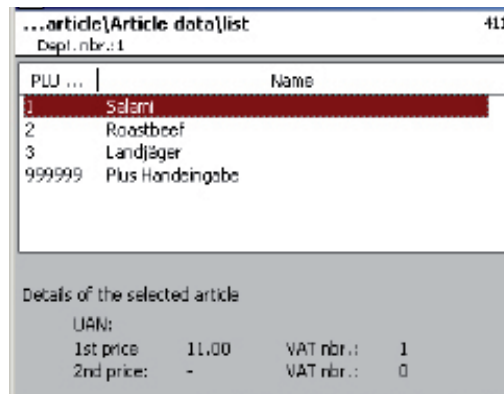 ...article\Article data\list 411
Dept. nbr.:1
PLU ... Name
1 Salami
2 Roastbeef
3 Landjäger
999999 Plus Handeingabe
Details of the selected article
UAN:
1st price 11.00 VAT nbr.: 1
2nd price: - VAT nbr.: 0